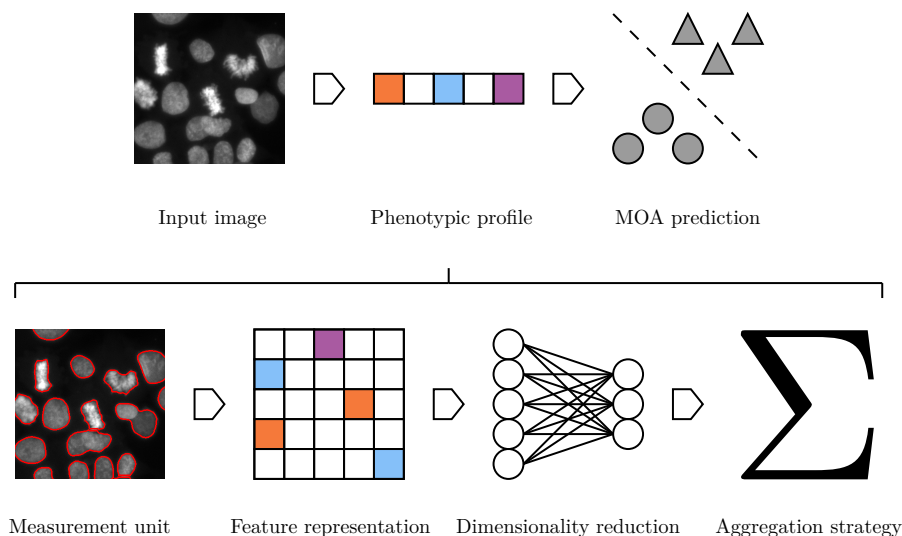 Input image
Phenotypic profile
MOA prediction
Measurement unit
Feature representation
Dimensionality reduction
Aggregation strategy